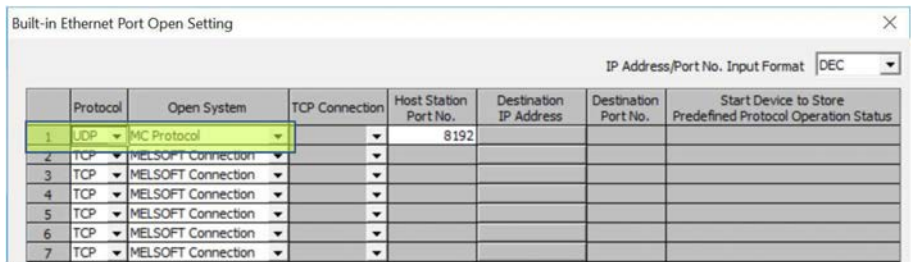 Built-in Ethernet Port Open Setting
IP Address/Port No. Input Format DEC
Protocol Open System TCP Connection Host Station Port No. Destination IP Address Destination Port No. Start Device to Store Predefined Protocol Operation Status
1 UDP MC Protocol 8192
2 TCP MELSOFT Connection
3 TCP MELSOFT Connection
4 TCP MELSOFT Connection
5 TCP MELSOFT Connection
6 TCP MELSOFT Connection
7 TCP MELSOFT Connection